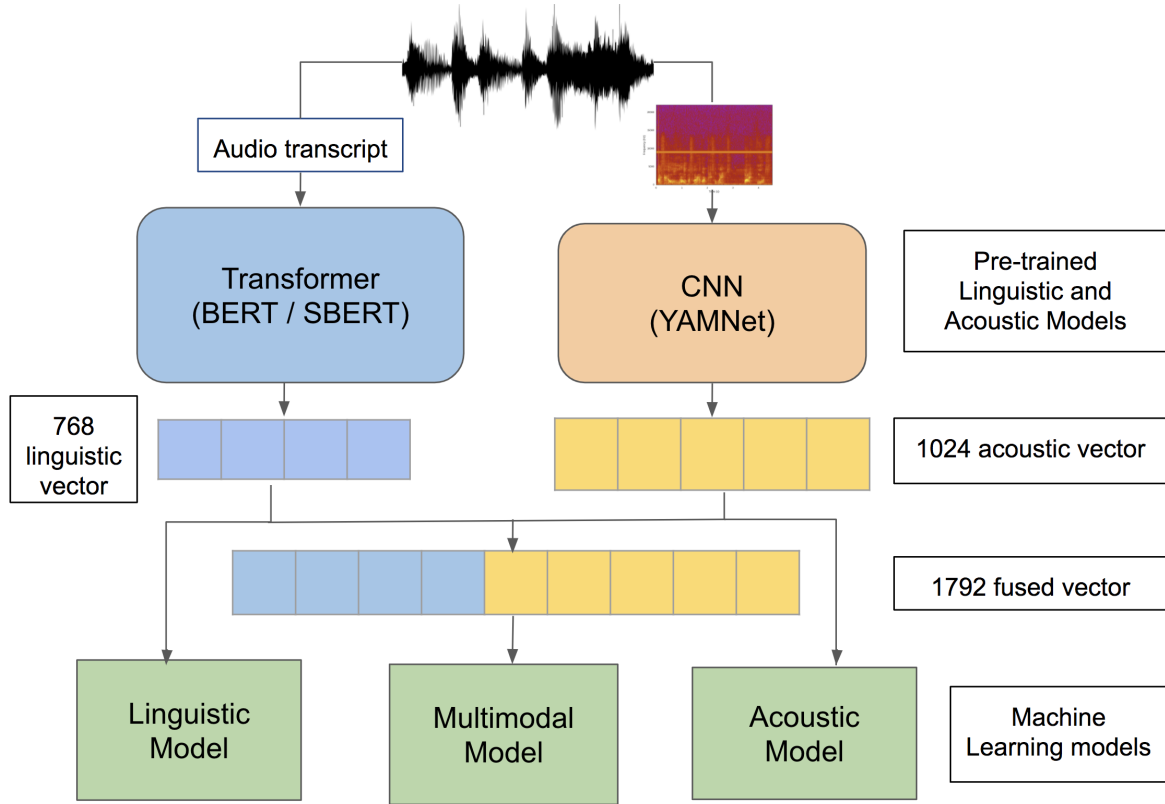 Audio transcript
Transformer
(BERT / SBERT)
CNN
(YAMNet)
Pre-trained
Linguistic and
Acoustic Models
768
linguistic
vector
1024 acoustic vector
1792 fused vector
Linguistic
Model
Multimodal
Model
Acoustic
Model
Machine
Learning models